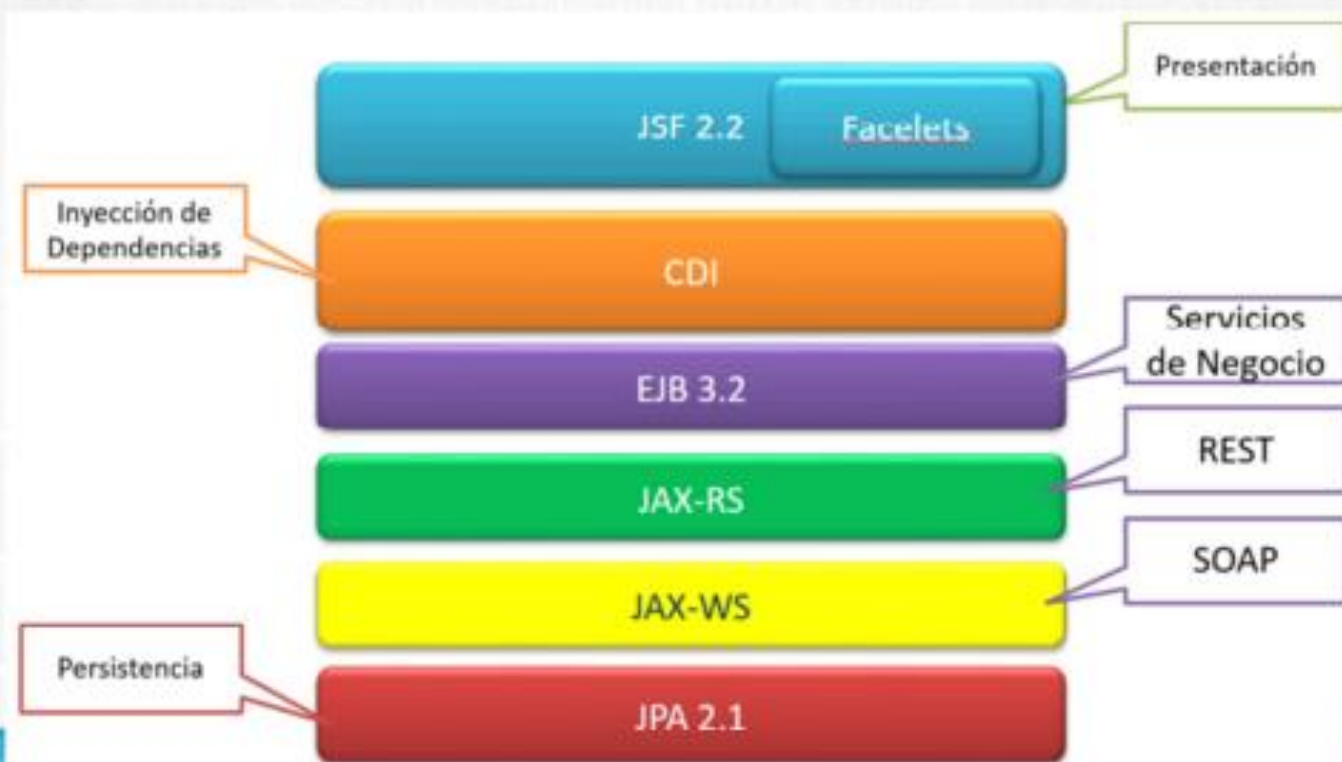 Presentación
JSF 2.2
Facelets
Inyección de
Dependencias
CDI
Servicios
de Negocio
EJB 3.2
REST
JAX-RS
SOAP
JAX-WS
Persistencia
JPA 2.1